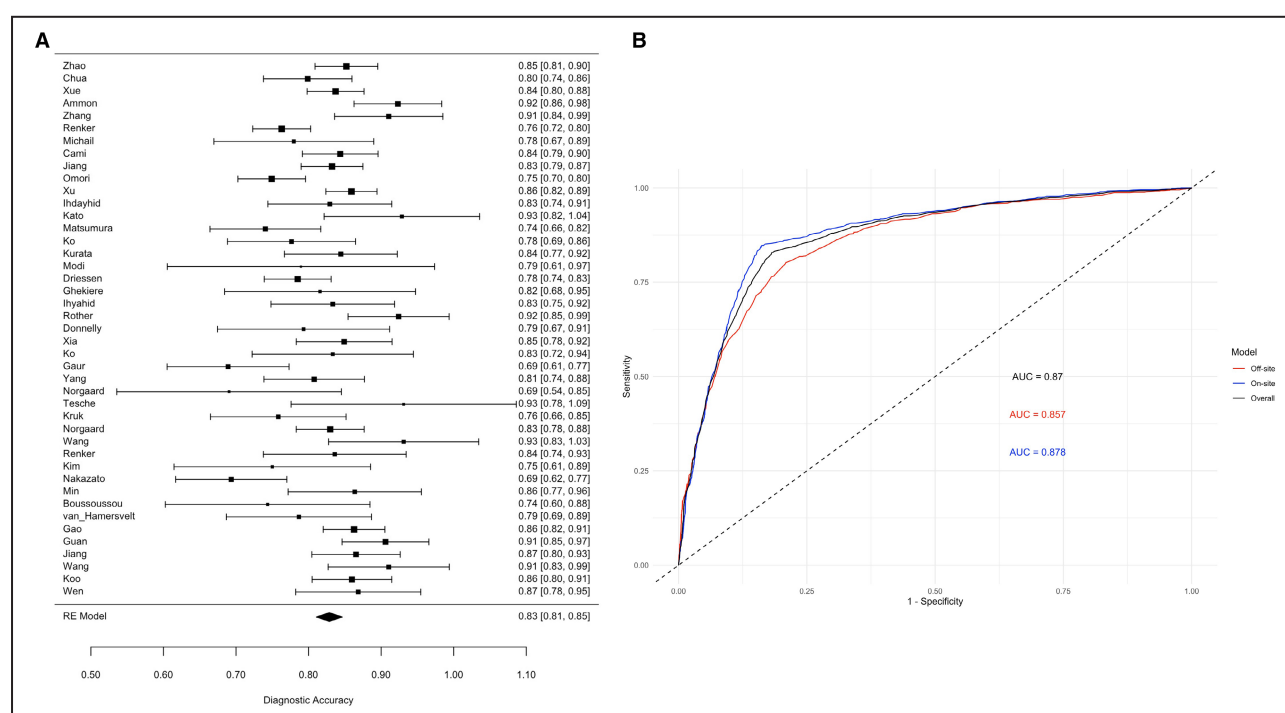 A
Zhao 0.85 [0.81, 0.90]
Chua 0.80 [0.74, 0.86]
Xue 0.84 [0.80, 0.88]
Ammon 0.92 [0.86, 0.98]
Zhang 0.91 [0.84, 0.99]
Renker 0.76 [0.72, 0.80]
Michail 0.78 [0.67, 0.89]
Cami 0.84 [0.79, 0.90]
Jiang 0.83 [0.79, 0.87]
Omori 0.75 [0.70, 0.80]
Xu 0.86 [0.82, 0.89]
Ihdayhid 0.83 [0.74, 0.91]
Kato 0.93 [0.82, 1.04]
Matsumura 0.74 [0.66, 0.82]
Ko 0.78 [0.69, 0.86]
Kurata 0.84 [0.77, 0.92]
Modi 0.79 [0.61, 0.97]
Driessen 0.78 [0.74, 0.83]
Ghekiere 0.82 [0.68, 0.95]
Ihyahid 0.83 [0.75, 0.92]
Rother 0.92 [0.85, 0.99]
Donnelly 0.79 [0.67, 0.91]
Xia 0.85 [0.78, 0.92]
Ko 0.83 [0.72, 0.94]
Gaur 0.69 [0.61, 0.77]
Yang 0.81 [0.74, 0.88]
Norgaard 0.69 [0.54, 0.85]
Tesche 0.93 [0.78, 1.09]
Kruk 0.76 [0.66, 0.85]
Norgaard 0.83 [0.78, 0.88]
Wang 0.93 [0.83, 1.03]
Renker 0.84 [0.74, 0.93]
Kim 0.75 [0.61, 0.89]
Nakazato 0.69 [0.62, 0.77]
Min 0.86 [0.77, 0.96]
Boussoussou 0.74 [0.60, 0.88]
van_Hamersvelt 0.79 [0.69, 0.89]
Gao 0.86 [0.82, 0.91]
Guan 0.91 [0.85, 0.97]
Jiang 0.87 [0.80, 0.93]
Wang 0.91 [0.83, 0.99]
Koo 0.86 [0.80, 0.91]
Wen 0.87 [0.78, 0.95]
RE Model 0.83 [0.81, 0.85]
0.50 0.60 0.70 0.80 0.90 1.00 1.10
Diagnostic Accuracy
B
1.00
0.75
0.50
0.25
0.00
Sensitivity
AUC = 0.87
AUC = 0.857
AUC = 0.878
0.00 0.25 0.50 0.75 1.00
1 - Specificity
Model
Off-site
On-site
Overall